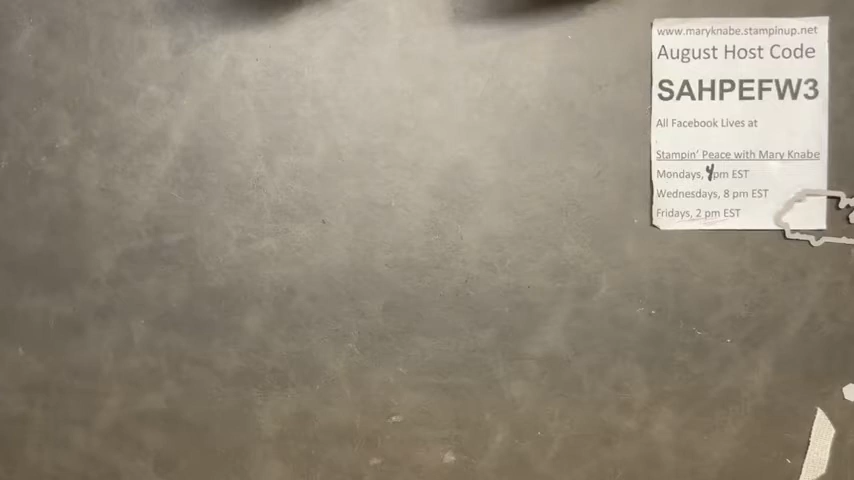 www.maryknabe.stampinup.net
August Host Code
SAHPEFW3
All Facebook Lives at
Stampin' Peace with Mary Knabe
Mondays, 4pm EST
Wednesdays, 8 pm EST
Fridays, 2 pm EST